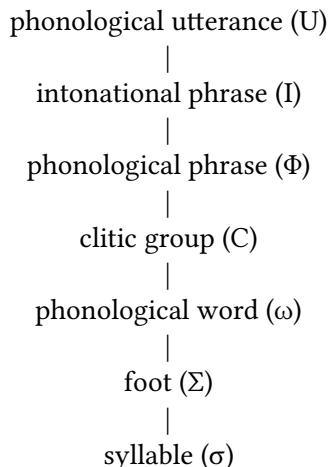 phonological utterance (U)
intonational phrase (I)
phonological phrase (Φ)
clitic group (C)
phonological word (ω)
foot (Σ)
syllable (σ)